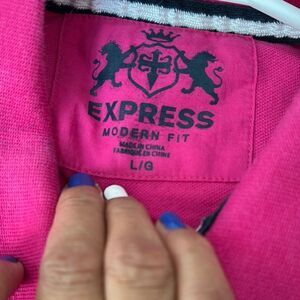 EXPRESS
MODERN FIT
MADE IN CHINA
FABRIQUÉ EN CHINE
L/G